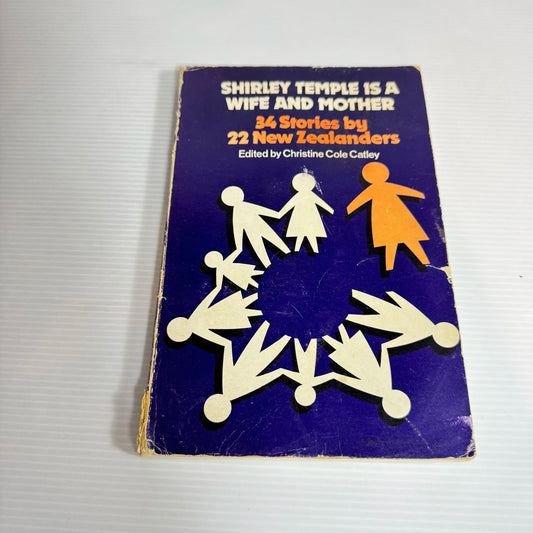 SHIRLEY TEMPLE IS A
WIFE AND MOTHER
34 Stories by
22 New Zealanders
Edited by Christine Cole Catley